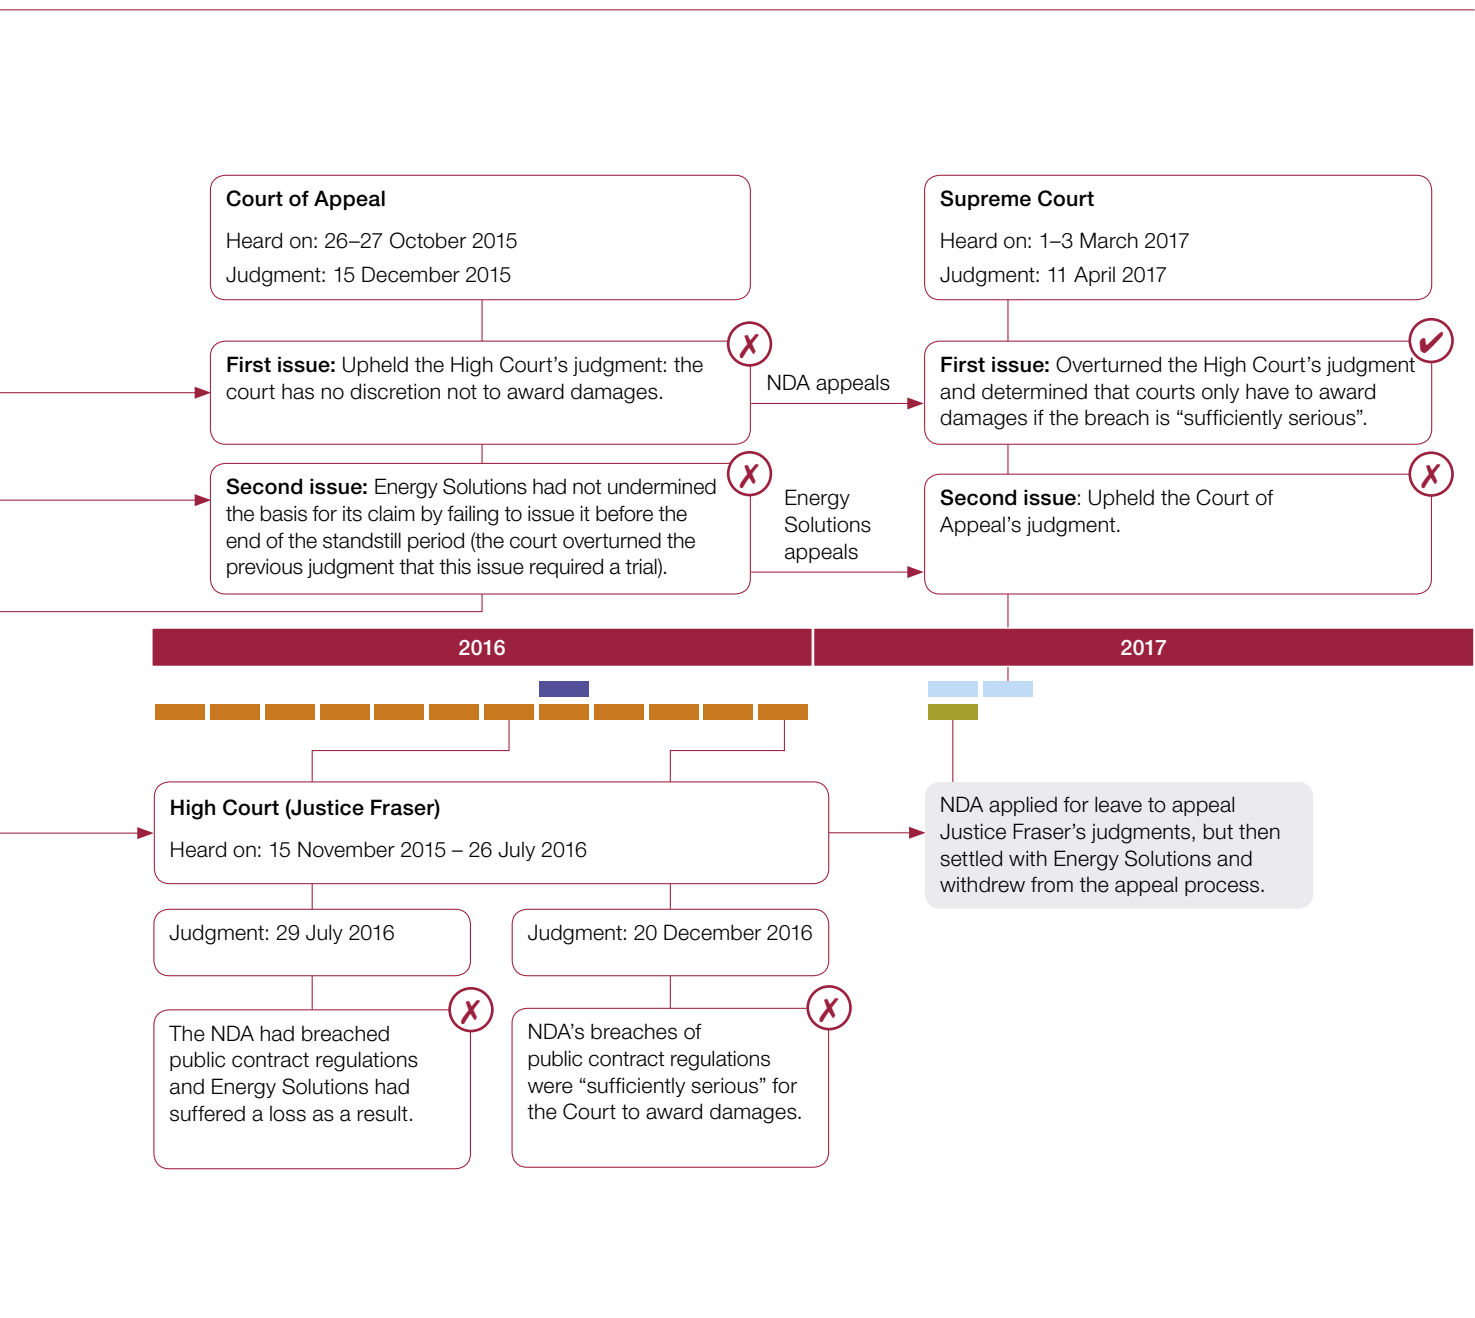 Court of Appeal
Heard on: 26–27 October 2015
Judgment: 15 December 2015
First issue: Upheld the High Court’s judgment: the
court has no discretion not to award damages.
Second issue: Energy Solutions had not undermined
the basis for its claim by failing to issue it before the
end of the standstill period (the court overturned the
previous judgment that this issue required a trial).
NDA appeals
Energy
Solutions
appeals
Supreme Court
Heard on: 1–3 March 2017
Judgment: 11 April 2017
First issue: Overturned the High Court’s judgment
and determined that courts only have to award
damages if the breach is “sufficiently serious”.
Second issue: Upheld the Court of
Appeal’s judgment.
2016
2017
High Court (Justice Fraser)
Heard on: 15 November 2015 – 26 July 2016
Judgment: 29 July 2016
The NDA had breached
public contract regulations
and Energy Solutions had
suffered a loss as a result.
Judgment: 20 December 2016
NDA’s breaches of
public contract regulations
were “sufficiently serious” for
the Court to award damages.
NDA applied for leave to appeal
Justice Fraser’s judgments, but then
settled with Energy Solutions and
withdrew from the appeal process.